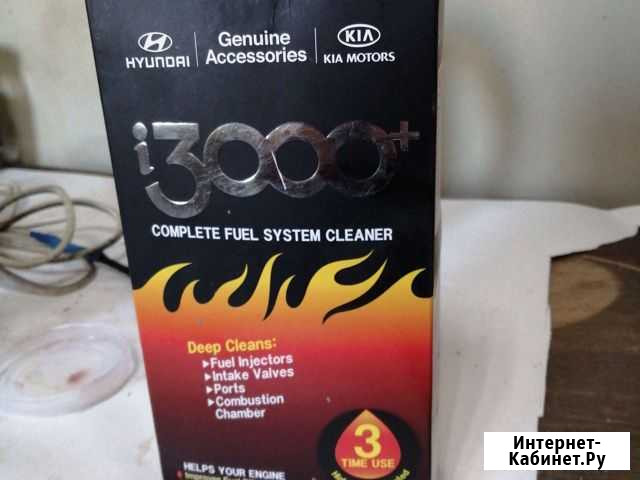 HYUNDAI
Genuine
Accessories
KIA
KIA MOTORS
i3000+
COMPLETE FUEL SYSTEM CLEANER
Deep Cleans:
▸Fuel Injectors
▸Intake Valves
▸Ports
▸Combustion
Chamber
3
TIME USE
HELPS YOUR ENGINE
Интернет-
Кабинет.Ру